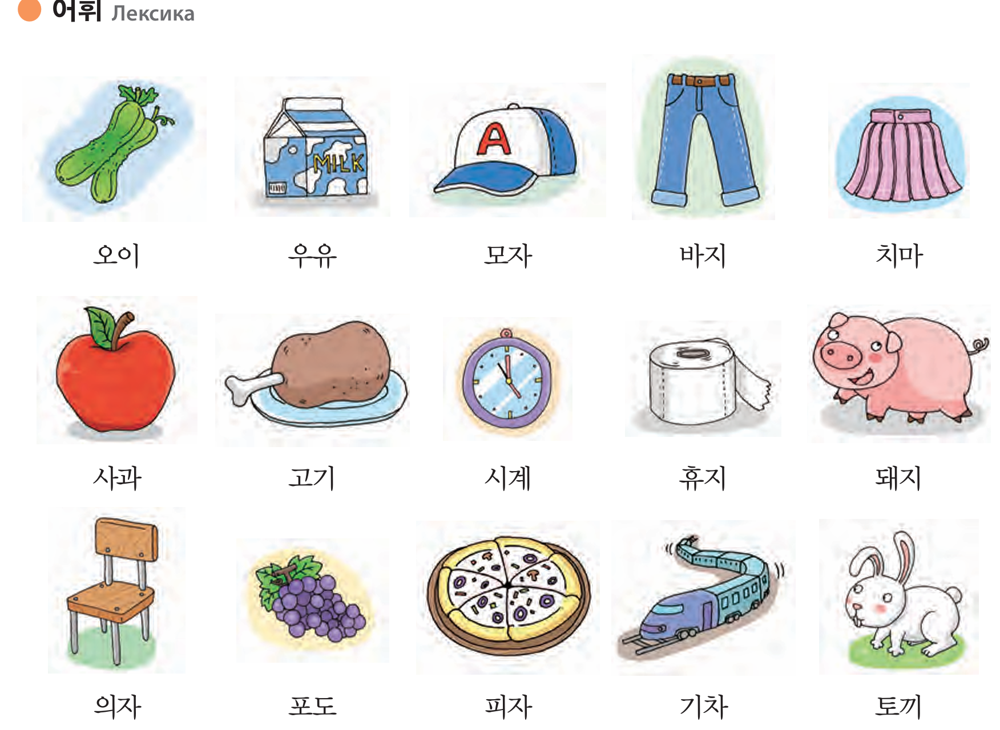 어휘 Лексика
MILK
A
오이 우유 모자 바지 치마
사과 고기 시계 휴지 돼지
의자 포도 피자 기차 토끼